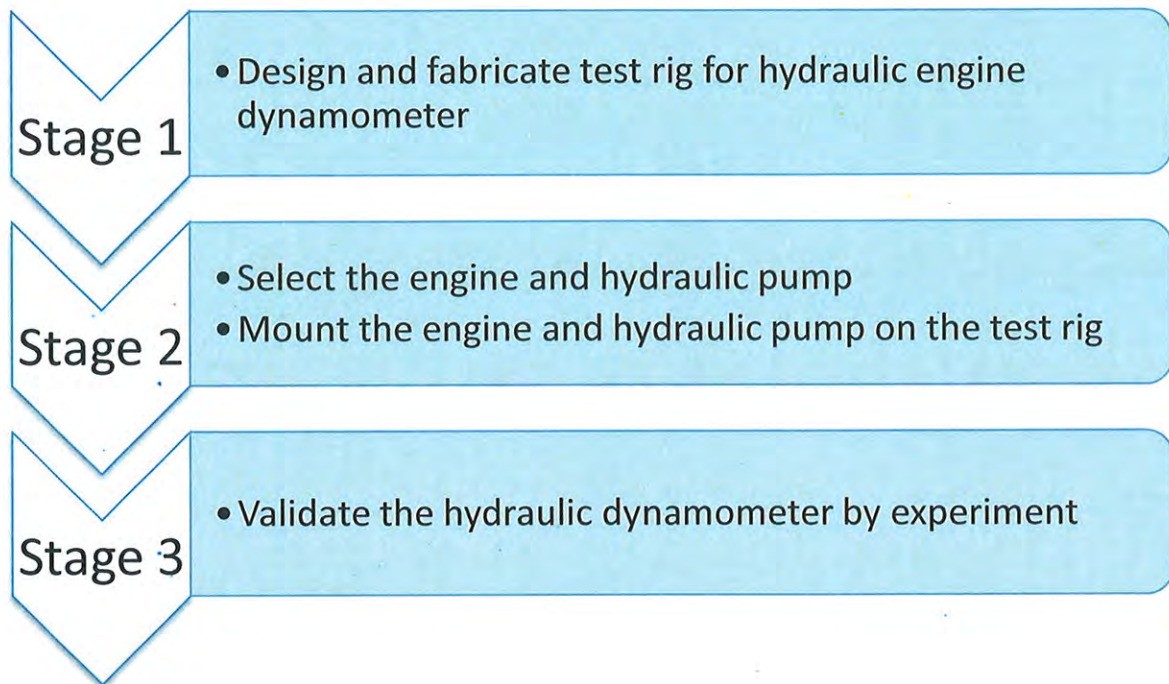 Stage 1
• Design and fabricate test rig for hydraulic engine
dynamometer
Stage 2
• Select the engine and hydraulic pump
• Mount the engine and hydraulic pump on the test rig
Stage 3
• Validate the hydraulic dynamometer by experiment